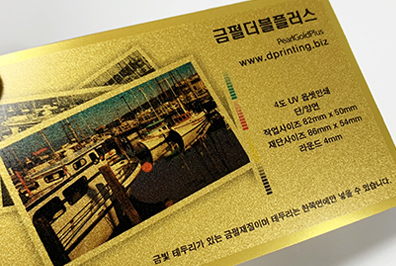 금펄더블플러스
PearlGoldPlus
www.dprinting.biz
4도 UV 옵셋인쇄
단/양면
작업사이즈 82mm x 50mm
재단사이즈 86mm x 54mm
라운드 4mm
금빛 테두리가 있는 금펄재질이며 테두리는 한쪽면에만 넣을 수 있습니다.